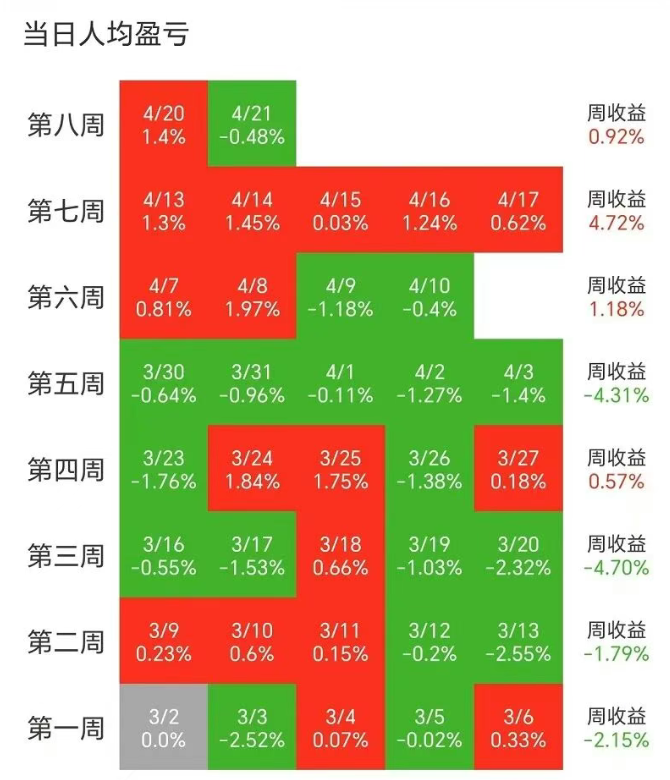 当日人均盈亏
第八周 4/20 4/21 周收益
1.4% -0.48% 0.92%
第七周 4/13 4/14 4/15 4/16 4/17 周收益
1.3% 1.45% 0.03% 1.24% 0.62% 4.72%
第六周 4/7 4/8 4/9 4/10 周收益
0.81% 1.97% -1.18% -0.4% 1.18%
第五周 3/30 3/31 4/1 4/2 4/3 周收益
-0.64% -0.96% -0.11% -1.27% -1.4% -4.31%
第四周 3/23 3/24 3/25 3/26 3/27 周收益
-1.76% 1.84% 1.75% -1.38% 0.18% 0.57%
第三周 3/16 3/17 3/18 3/19 3/20 周收益
-0.55% -1.53% 0.66% -1.03% -2.32% -4.70%
第二周 3/9 3/10 3/11 3/12 3/13 周收益
0.23% 0.6% 0.15% -0.2% -2.55% -1.79%
第一周 3/2 3/3 3/4 3/5 3/6 周收益
0.0% -2.52% 0.07% -0.02% 0.33% -2.15%